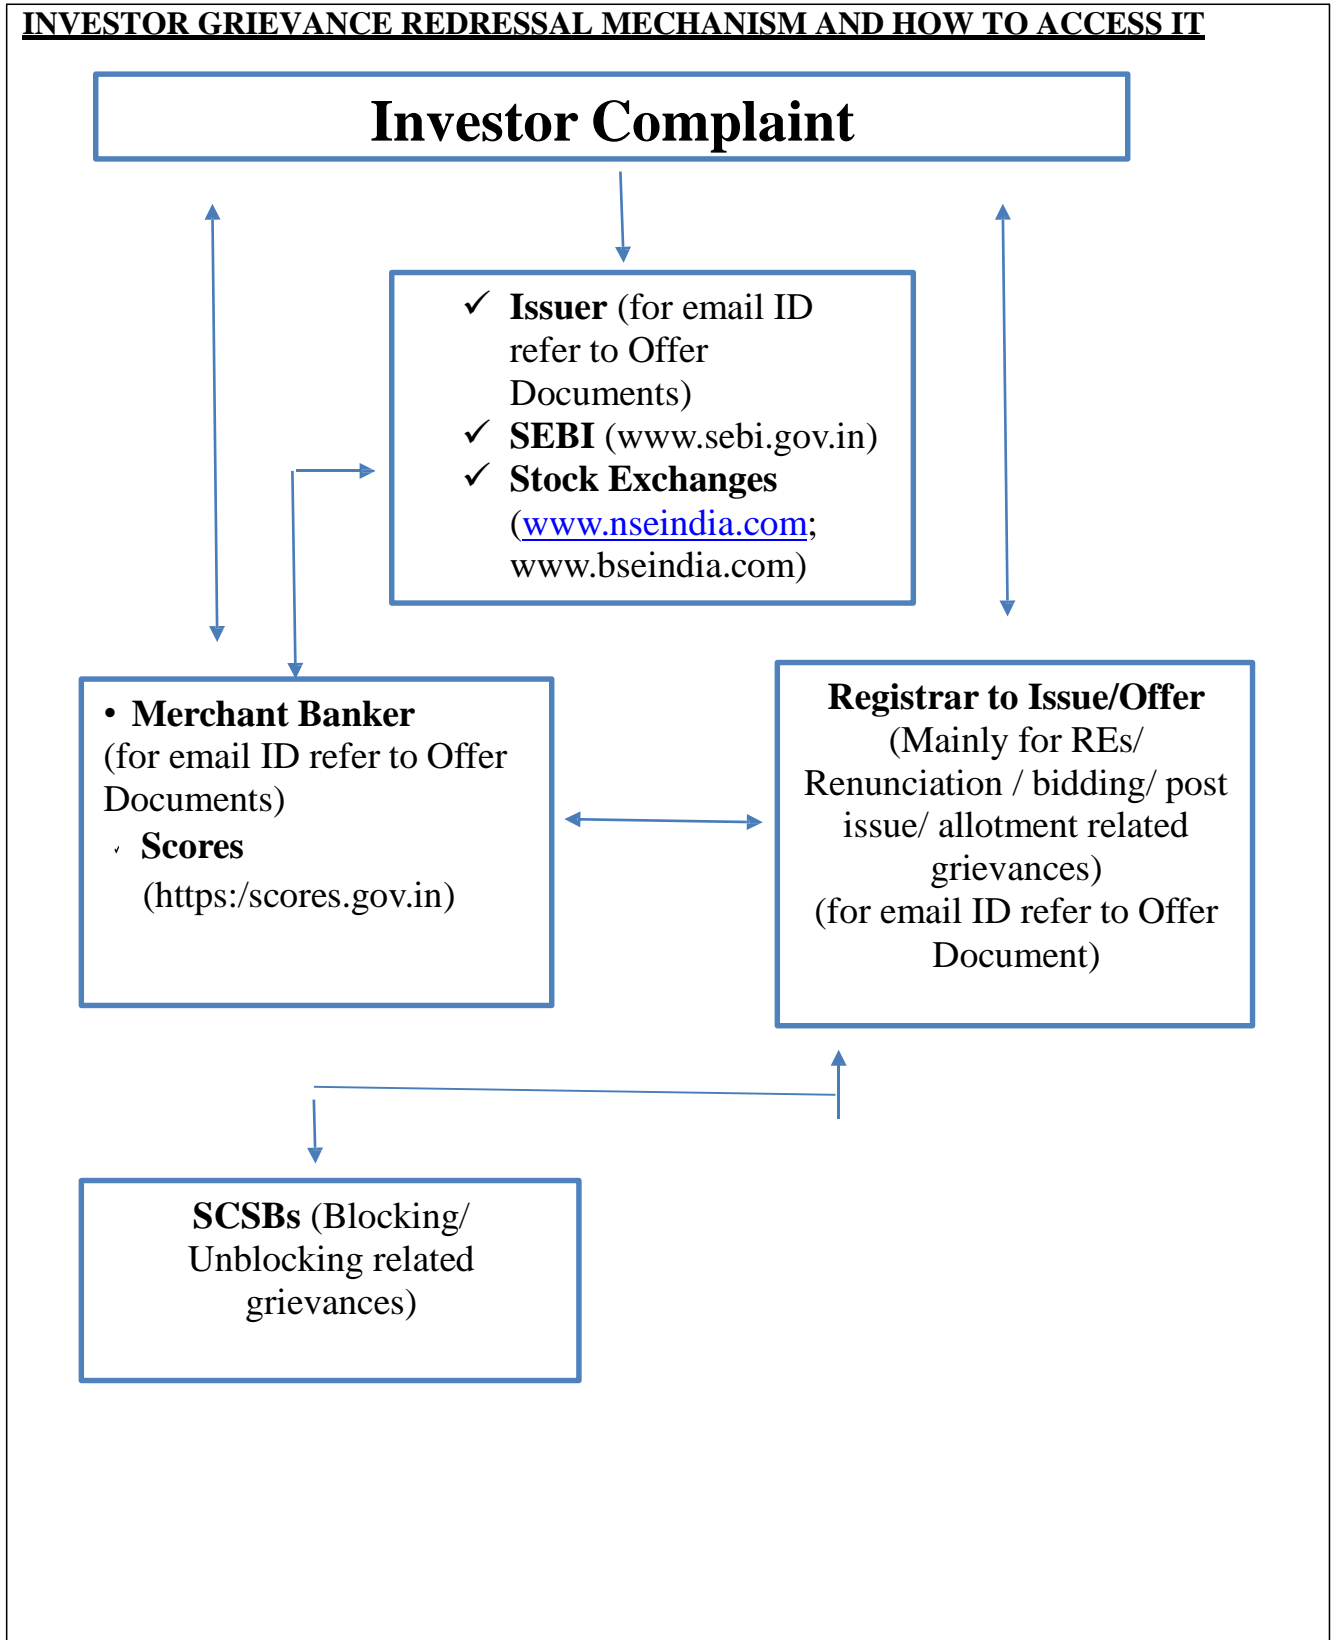 INVESTOR GRIEVANCE REDRESSAL MECHANISM AND HOW TO ACCESS IT
Investor Complaint
✓ Issuer (for email ID
refer to Offer
Documents)
✓ SEBI (www.sebi.gov.in)
✓ Stock Exchanges
(www.nseindia.com;
www.bseindia.com)
• Merchant Banker
(for email ID refer to Offer
Documents)
✓ Scores
(https:/scores.gov.in)
Registrar to Issue/Offer
(Mainly for REs/
Renunciation / bidding/ post
issue/ allotment related
grievances)
(for email ID refer to Offer
Document)
SCSBs (Blocking/
Unblocking related
grievances)